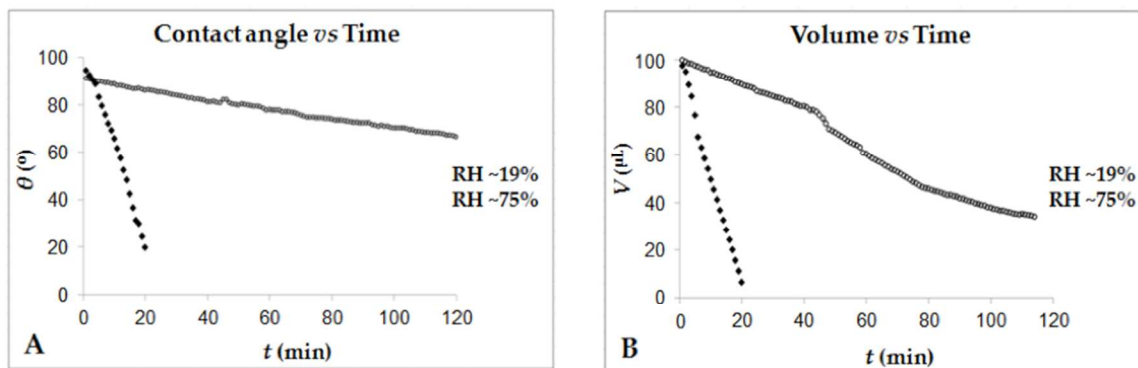 Contact angle vs Time
100
80
60
40
20
0
θ (º)
0 20 40 60 80 100 120
t (min)
RH ~19%
RH ~75%
A
Volume vs Time
100
80
60
40
20
0
V (µL)
0 20 40 60 80 100 120
t (min)
RH ~19%
RH ~75%
B